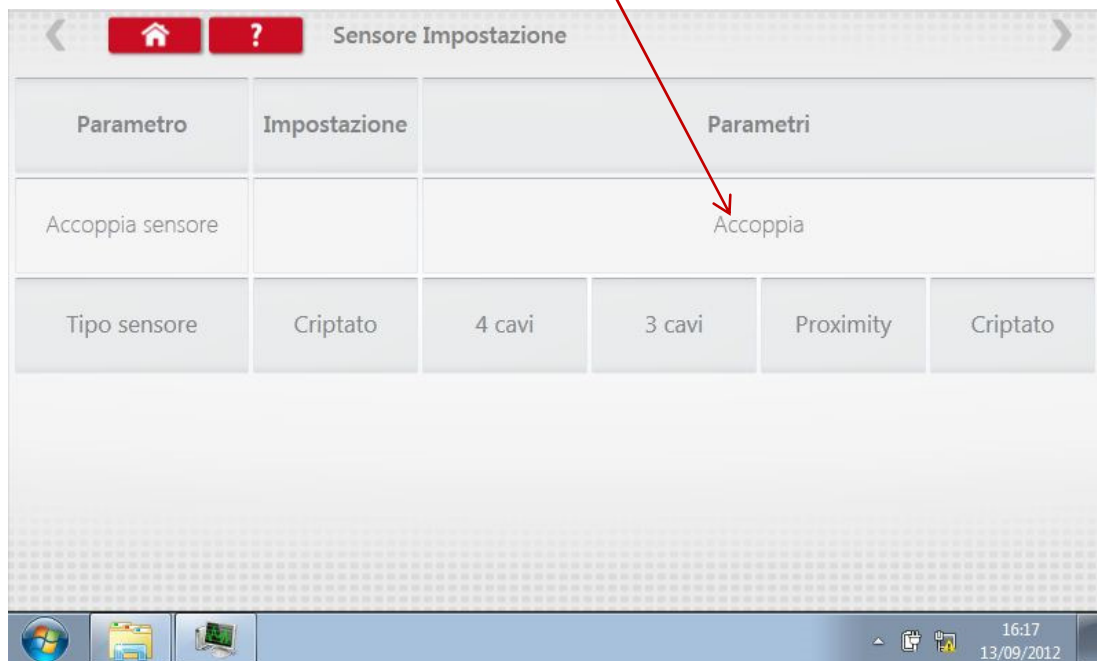 ? Sensore Impostazione
Parametro Impostazione Parametri
Accoppia sensore Accoppia
Tipo sensore Criptato 4 cavi 3 cavi Proximity Criptato
16:17
13/09/2012